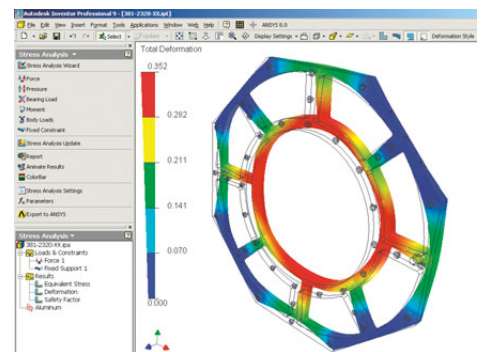 Autodesk Inventor Professional 9 - [381-2320-XX.ipt]
File Edit View Insert Format Tools Applications Window Web Help ANSYS 8.0
Select Update Display Settings Deformation Style
Stress Analysis
Stress Analysis Wizard
Force
Pressure
Bearing Load
Moment
Body Loads
Fixed Constraint
Stress Analysis Update
Report
Animate Results
ColorBar
Stress Analysis Settings
Parameters
Export to ANSYS
Stress Analysis
381-2320-XX.ipa
Loads & Constraints
Force 1
Fixed Support 1
Results
Equivalent Stress
Deformation
Safety Factor
Aluminum
Total Deformation
0.352
0.282
0.211
0.141
0.070
0.000